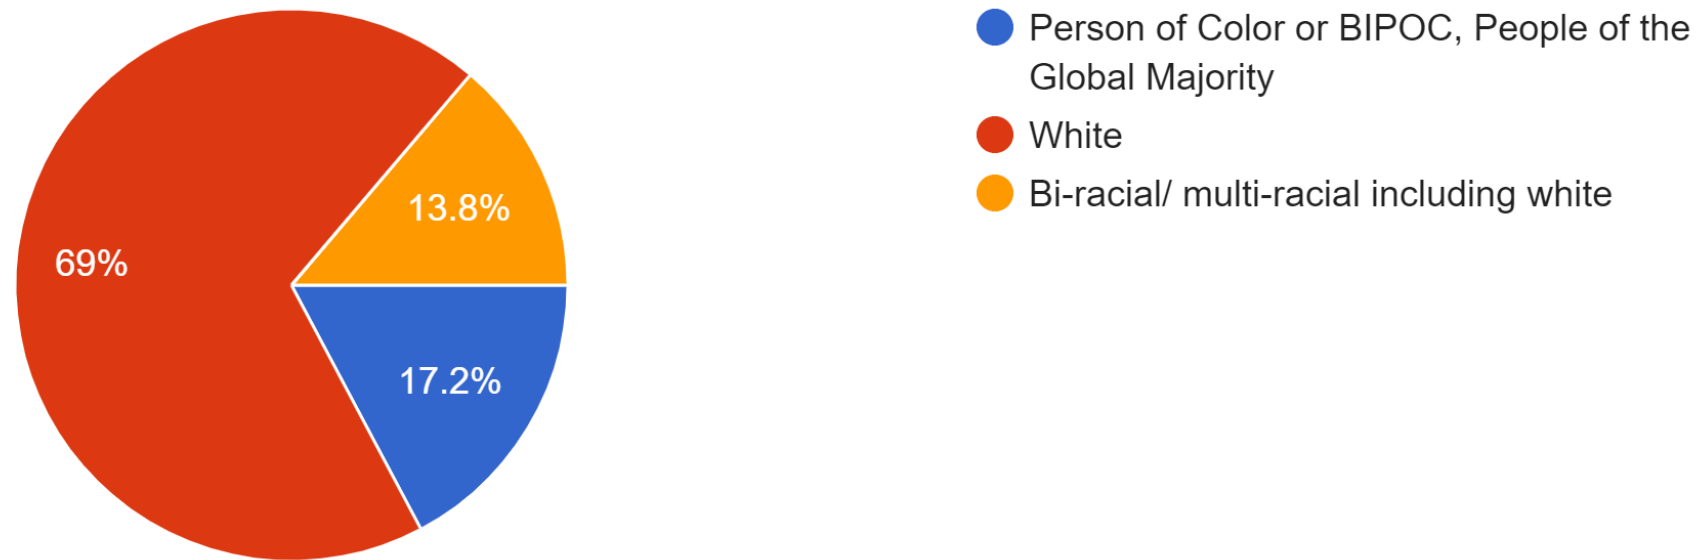 69%
13.8%
17.2%
Person of Color or BIPOC, People of the
Global Majority
White
Bi-racial/ multi-racial including white